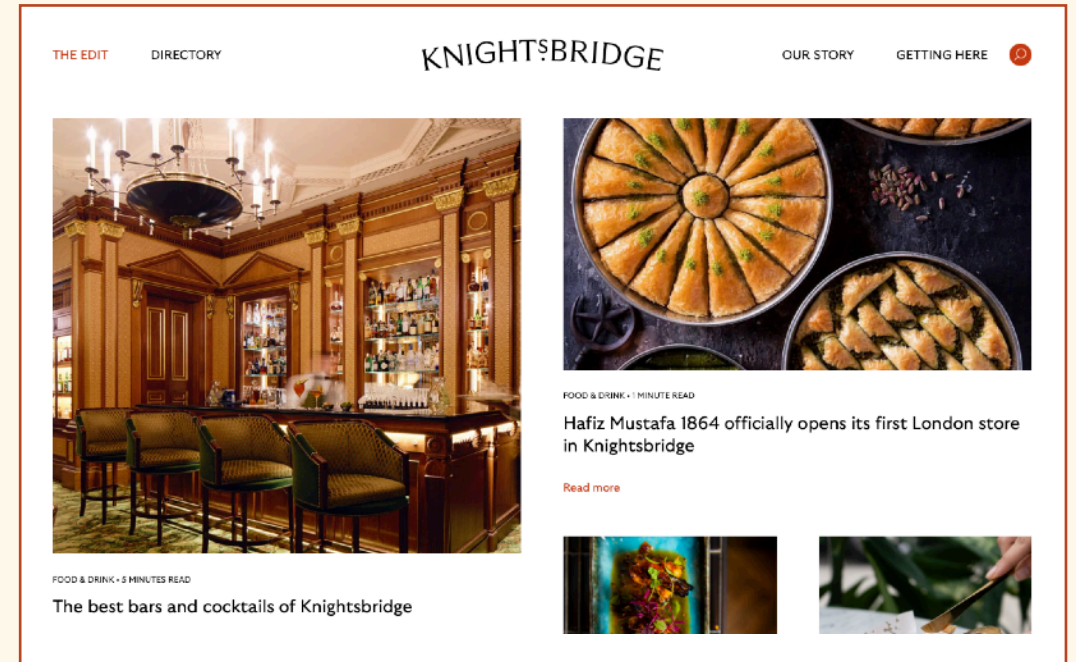 THE EDIT DIRECTORY KNIGHTSBRIDGE OUR STORY GETTING HERE
FOOD & DRINK • 1 MINUTE READ
Hafiz Mustafa 1864 officially opens its first London store
in Knightsbridge
Read more
FOOD & DRINK • 5 MINUTES READ
The best bars and cocktails of Knightsbridge